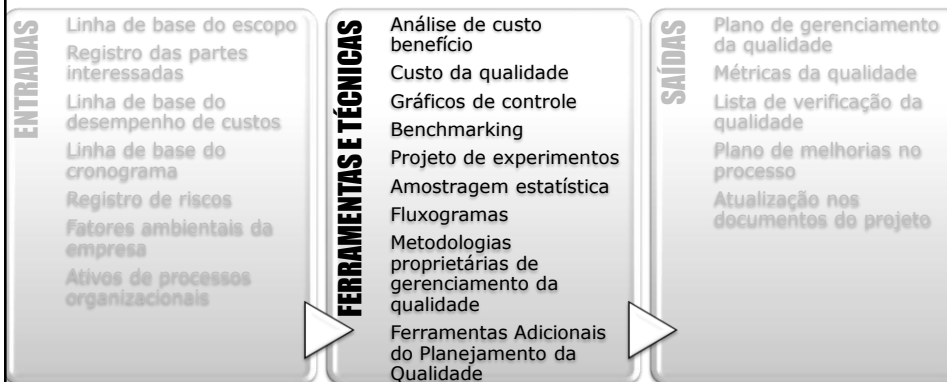 ENTRADAS
Linha de base do escopo
Registro das partes
interessadas
Linha de base do
desempenho de custos
Linha de base do
cronograma
Registro de riscos
Fatores ambientais da
empresa
Ativos de processos
organizacionais
FERRAMENTAS E TÉCNICAS
Análise de custo
benefício
Custo da qualidade
Gráficos de controle
Benchmarking
Projeto de experimentos
Amostragem estatística
Fluxogramas
Metodologias
proprietárias de
gerenciamento da
qualidade
Ferramentas Adicionais
do Planejamento da
Qualidade
SAÍDAS
Plano de gerenciamento
da qualidade
Métricas da qualidade
Lista de verificação da
qualidade
Plano de melhorias no
processo
Atualização nos
documentos do projeto